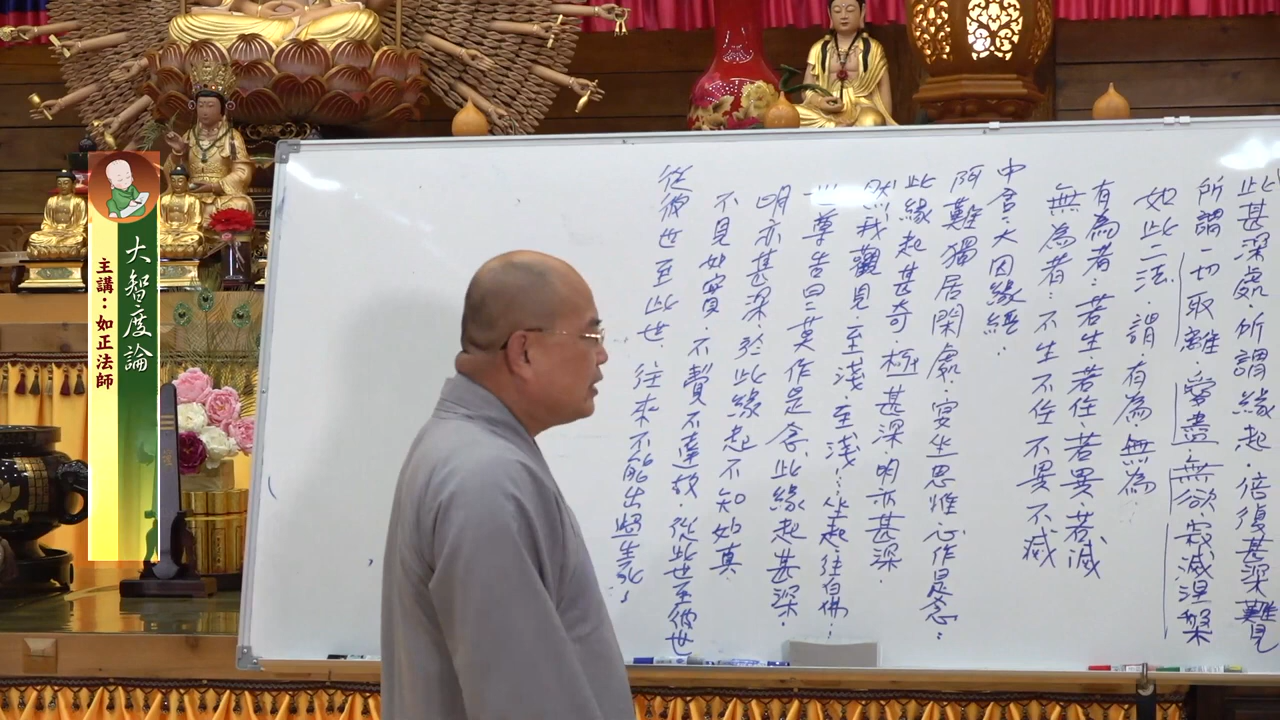 此甚深處.所謂緣起.倍復甚深難見
所謂一切取離.愛盡.無欲寂滅涅槃
如此二法.謂.有為.無為.
有為者:若生.若住.若異.若滅
無為者:不生不住不異不滅
中含:大因緣經.
阿難獨居閑處.安坐思惟心作是念:
此緣起甚奇.極甚深.明亦甚深.
然我觀見.至淺.至淺:坐起往佛:
世尊告曰:莫作是念.此緣起甚深.
明亦甚深.於此緣起不知如真
不見如實.不覺不達故.從此世至彼世
從彼世至此世.往來不能出過生死.
大智度論
主講：如正法師